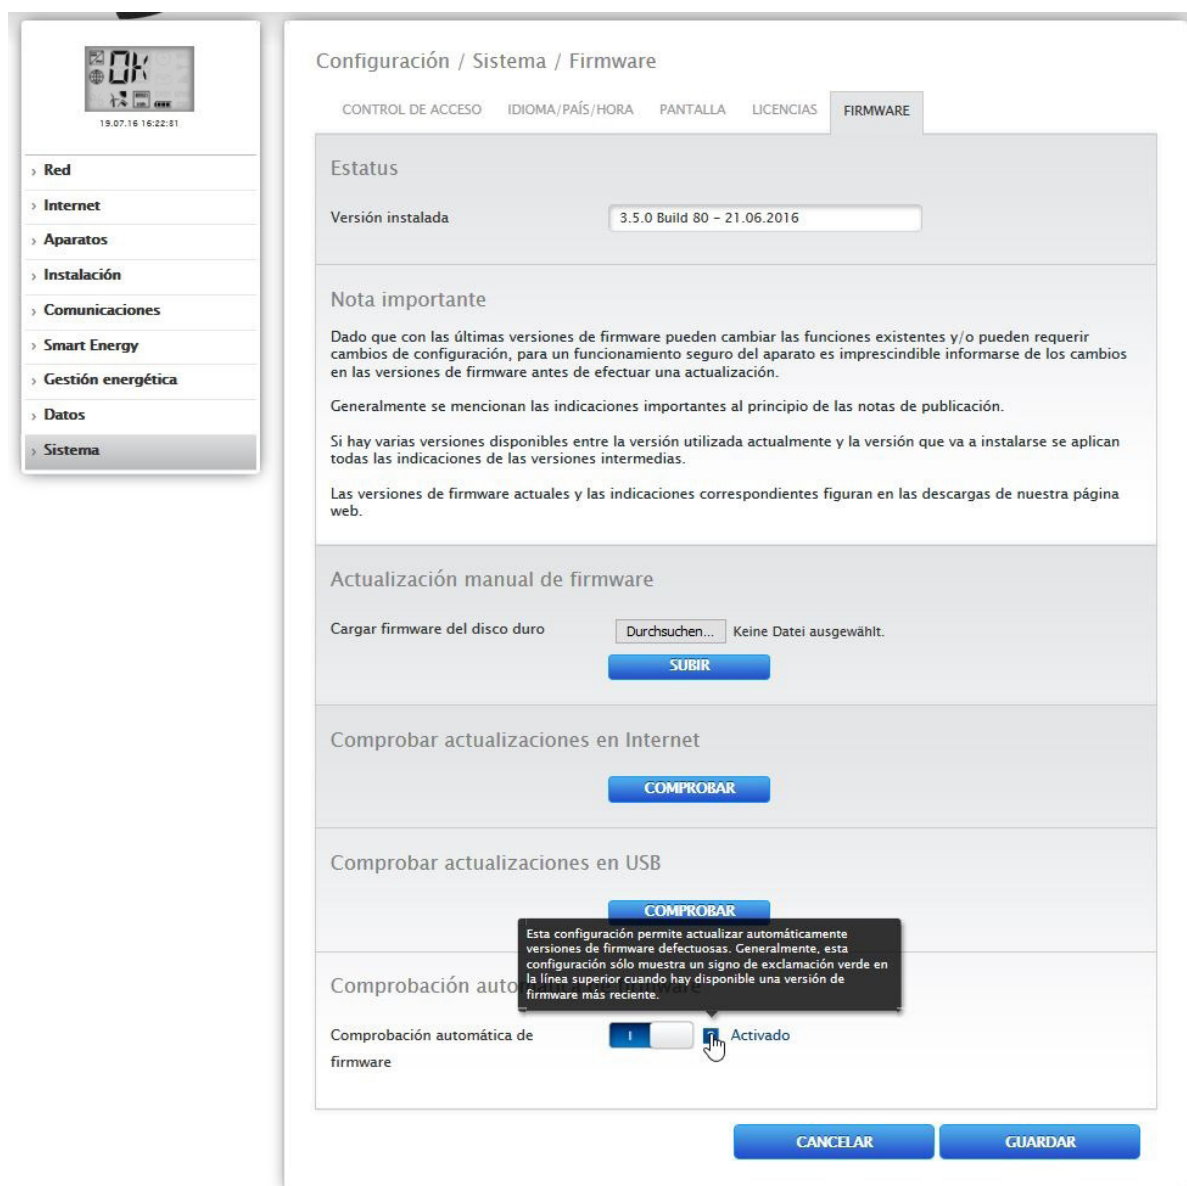 OK
19.07.16 16:22:81
Red
Internet
Aparatos
Instalación
Comunicaciones
Smart Energy
Gestión energética
Datos
Sistema
Configuración / Sistema / Firmware
CONTROL DE ACCESO IDIOMA/PAÍS/HORA PANTALLA LICENCIAS FIRMWARE
Estatus
Versión instalada 3.5.0 Build 80 - 21.06.2016
Nota importante
Dado que con las últimas versiones de firmware pueden cambiar las funciones existentes y/o pueden requerir
cambios de configuración, para un funcionamiento seguro del aparato es imprescindible informarse de los cambios
en las versiones de firmware antes de efectuar una actualización.
Generalmente se mencionan las indicaciones importantes al principio de las notas de publicación.
Si hay varias versiones disponibles entre la versión utilizada actualmente y la versión que va a instalarse se aplican
todas las indicaciones de las versiones intermedias.
Las versiones de firmware actuales y las indicaciones correspondientes figuran en las descargas de nuestra página
web.
Actualización manual de firmware
Cargar firmware del disco duro Durchsuchen... Keine Datei ausgewählt.
SUBIR
Comprobar actualizaciones en Internet
COMPROBAR
Comprobar actualizaciones en USB
COMPROBAR
Esta configuración permite actualizar automáticamente
versiones de firmware defectuosas. Generalmente, esta
configuración sólo muestra un signo de exclamación verde en
la línea superior cuando hay disponible una versión de
firmware más reciente.
Comprobación automática de firmware
Comprobación automática de
firmware
I Activado
CANCELAR GUARDAR